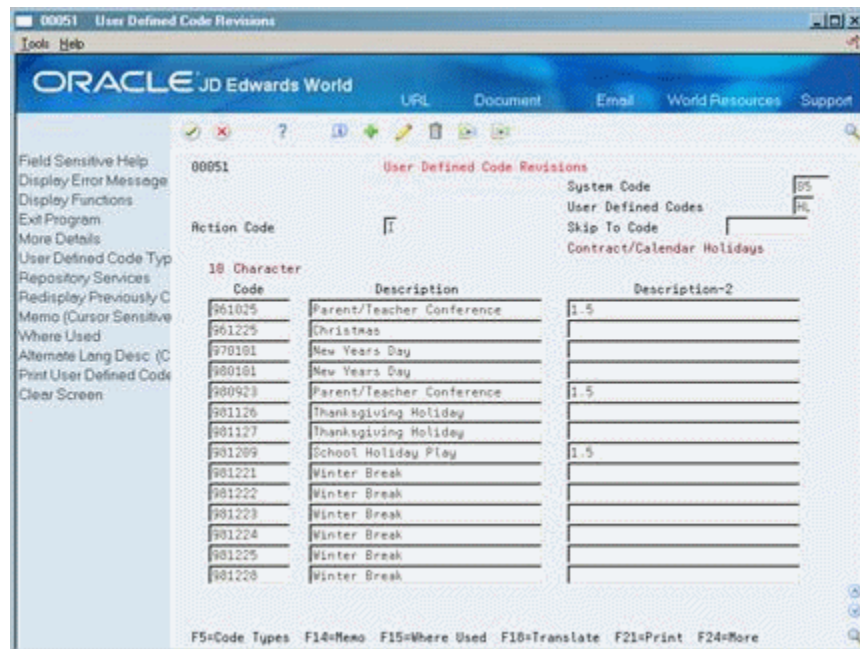 00051 User Defined Code Revisions
Tools Help
ORACLE JD Edwards World
URL Document Email World Resources Support
Field Sensitive Help
Display Error Message
Display Functions
Exit Program
More Details
User Defined Code Typ
Repository Services
Redisplay Previously C
Memo (Cursor Sensitive
Where Used
Alternate Lang Desc (C
Print User Defined Code
Clear Screen
00051 User Defined Code Revisions
System Code 85
User Defined Codes HL
Action Code I Skip To Code
Contract/Calendar Holidays
10 Character
Code Description Description-2
961025 Parent/Teacher Conference 1.5
961225 Christmas
970101 New Years Day
980101 New Years Day
980923 Parent/Teacher Conference 1.5
981126 Thanksgiving Holiday
981127 Thanksgiving Holiday
981209 School Holiday Play 1.5
981221 Winter Break
981222 Winter Break
981223 Winter Break
981224 Winter Break
981225 Winter Break
981228 Winter Break
F5=Code Types F14=Memo F15=Where Used F18=Translate F21=Print F24=More